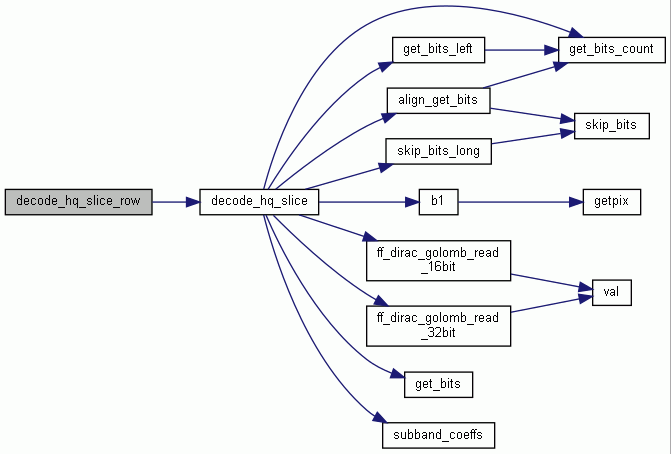 get_bits_left
get_bits_count
align_get_bits
skip_bits
skip_bits_long
decode_hq_slice_row
decode_hq_slice
b1
getpix
ff_dirac_golomb_read
_16bit
val
ff_dirac_golomb_read
_32bit
get_bits
subband_coeffs